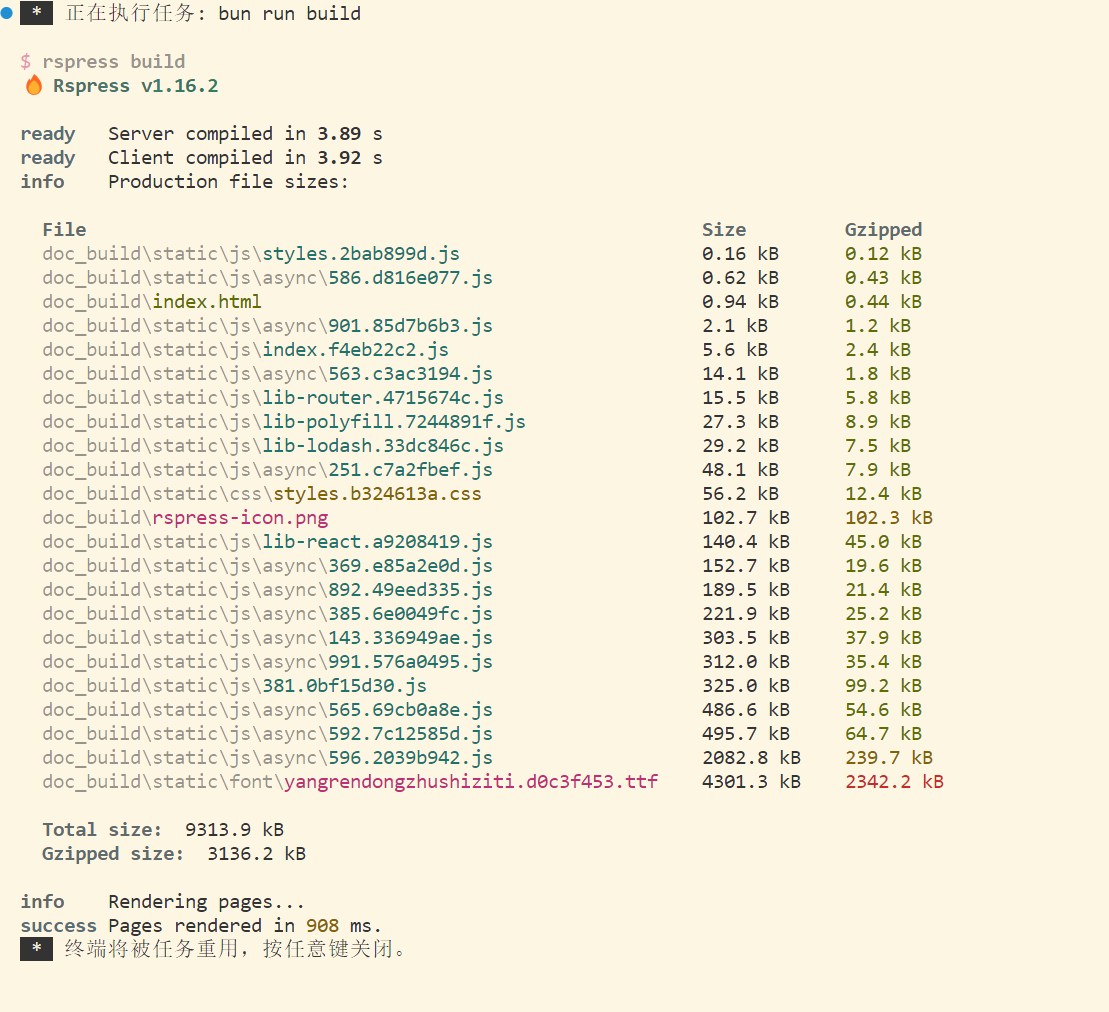 * 正在执行任务: bun run build
$ rspress build
🔥 Rspress v1.16.2
ready Server compiled in 3.89 s
ready Client compiled in 3.92 s
info Production file sizes:
File Size Gzipped
doc_build\static\js\styles.2bab899d.js 0.16 kB 0.12 kB
doc_build\static\js\async\586.d816e077.js 0.62 kB 0.43 kB
doc_build\index.html 0.94 kB 0.44 kB
doc_build\static\js\async\901.85d7b6b3.js 2.1 kB 1.2 kB
doc_build\static\js\index.f4eb22c2.js 5.6 kB 2.4 kB
doc_build\static\js\async\563.c3ac3194.js 14.1 kB 1.8 kB
doc_build\static\js\lib-router.4715674c.js 15.5 kB 5.8 kB
doc_build\static\js\lib-polyfill.7244891f.js 27.3 kB 8.9 kB
doc_build\static\js\lib-lodash.33dc846c.js 29.2 kB 7.5 kB
doc_build\static\js\async\251.c7a2fbef.js 48.1 kB 7.9 kB
doc_build\static\css\styles.b324613a.css 56.2 kB 12.4 kB
doc_build\rspress-icon.png 102.7 kB 102.3 kB
doc_build\static\js\lib-react.a9208419.js 140.4 kB 45.0 kB
doc_build\static\js\async\369.e85a2e0d.js 152.7 kB 19.6 kB
doc_build\static\js\async\892.49eed335.js 189.5 kB 21.4 kB
doc_build\static\js\async\385.6e0049fc.js 221.9 kB 25.2 kB
doc_build\static\js\async\143.336949ae.js 303.5 kB 37.9 kB
doc_build\static\js\async\991.576a0495.js 312.0 kB 35.4 kB
doc_build\static\js\381.0bf15d30.js 325.0 kB 99.2 kB
doc_build\static\js\async\565.69cb0a8e.js 486.6 kB 54.6 kB
doc_build\static\js\async\592.7c12585d.js 495.7 kB 64.7 kB
doc_build\static\js\async\596.2039b942.js 2082.8 kB 239.7 kB
doc_build\static\font\yangrendongzhushiziti.d0c3f453.ttf 4301.3 kB 2342.2 kB
Total size: 9313.9 kB
Gzipped size: 3136.2 kB
info Rendering pages...
success Pages rendered in 908 ms.
* 终端将被任务重用，按任意键关闭。